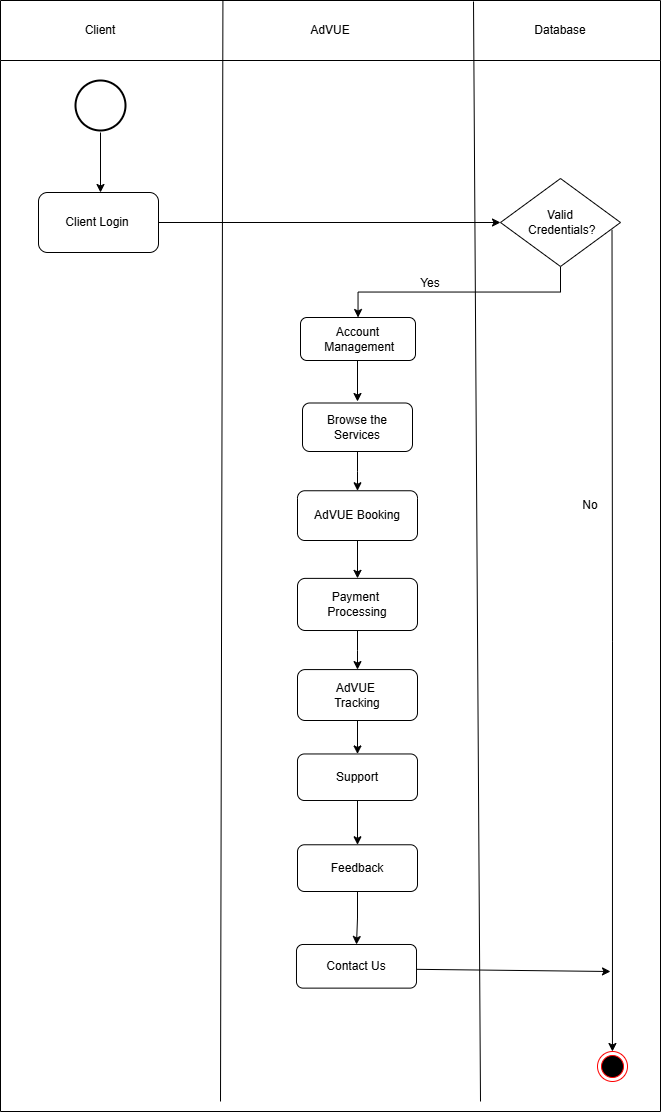 Client
AdVUE
Database
Client Login
Valid
Credentials?
Yes
Account
Management
Browse the
Services
AdVUE Booking
No
Payment
Processing
AdVUE
Tracking
Support
Feedback
Contact Us